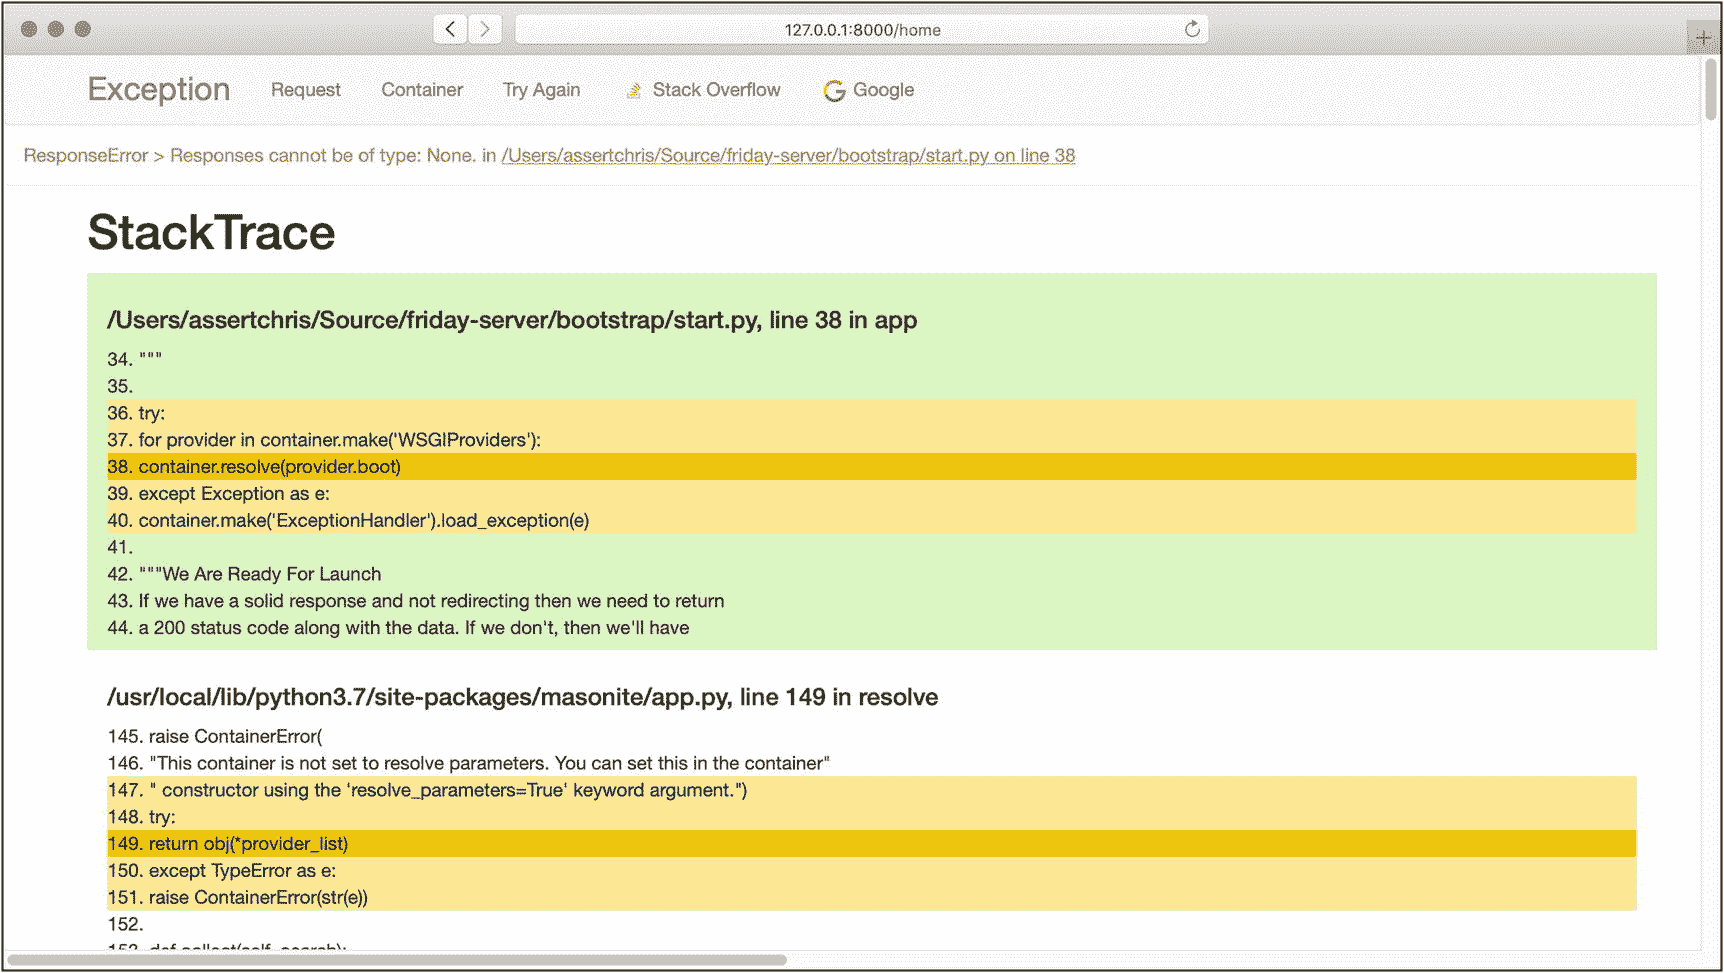 127.0.0.1:8000/home
Exception Request Container Try Again Stack Overflow Google
ResponseError > Responses cannot be of type: None. in /Users/assertchris/Source/friday-server/bootstrap/start.py on line 38
StackTrace
/Users/assertchris/Source/friday-server/bootstrap/start.py, line 38 in app
34. """
35.
36. try:
37. for provider in container.make('WSGIProviders'):
38. container.resolve(provider.boot)
39. except Exception as e:
40. container.make('ExceptionHandler').load_exception(e)
41.
42. """We Are Ready For Launch
43. If we have a solid response and not redirecting then we need to return
44. a 200 status code along with the data. If we don't, then we'll have
/usr/local/lib/python3.7/site-packages/masonite/app.py, line 149 in resolve
145. raise ContainerError(
146. "This container is not set to resolve parameters. You can set this in the container"
147. " constructor using the 'resolve_parameters=True' keyword argument.")
148. try:
149. return obj(*provider_list)
150. except TypeError as e:
151. raise ContainerError(str(e))
152.
153. def collect(self, search):